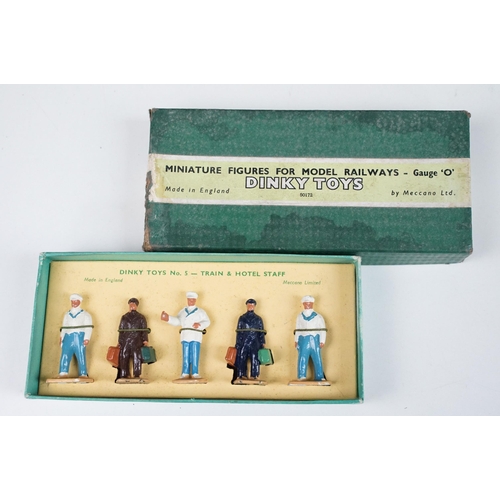 MINIATURE FIGURES FOR MODEL RAILWAYS - Gauge 'O'
DINKY TOYS
Made in England
by Meccano Ltd.
DINKY TOYS No. 5 — TRAIN & HOTEL STAFF
Made in England
Meccano Limited